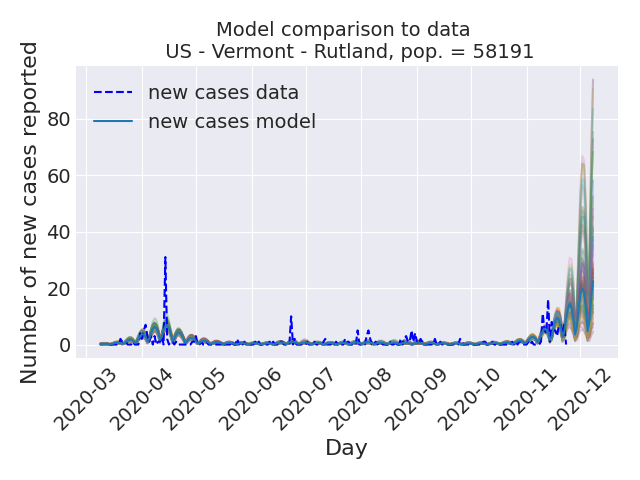 Model comparison to data
US - Vermont - Rutland, pop. = 58191
Number of new cases reported
80
60
40
20
0
new cases data
new cases model
2020-03
2020-04
2020-05
2020-06
2020-07
2020-08
2020-09
2020-10
2020-11
2020-12
Day